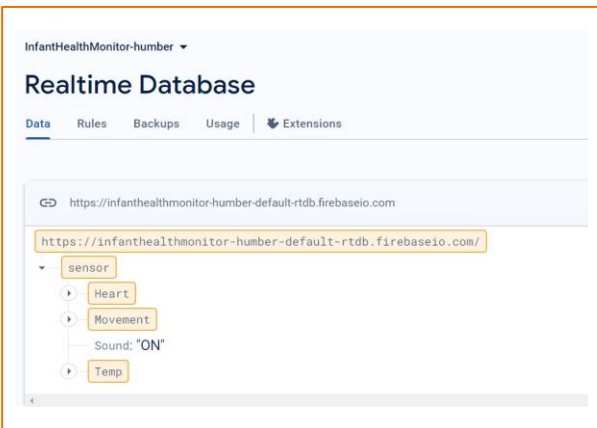 InfantHealthMonitor-humber
Realtime Database
Data Rules Backups Usage Extensions
https://infanthealthmonitor-humber-default-rtdb.firebaseio.com
https://infanthealthmonitor-humber-default-rtdb.firebaseio.com/
sensor
Heart
Movement
Sound: "ON"
Temp